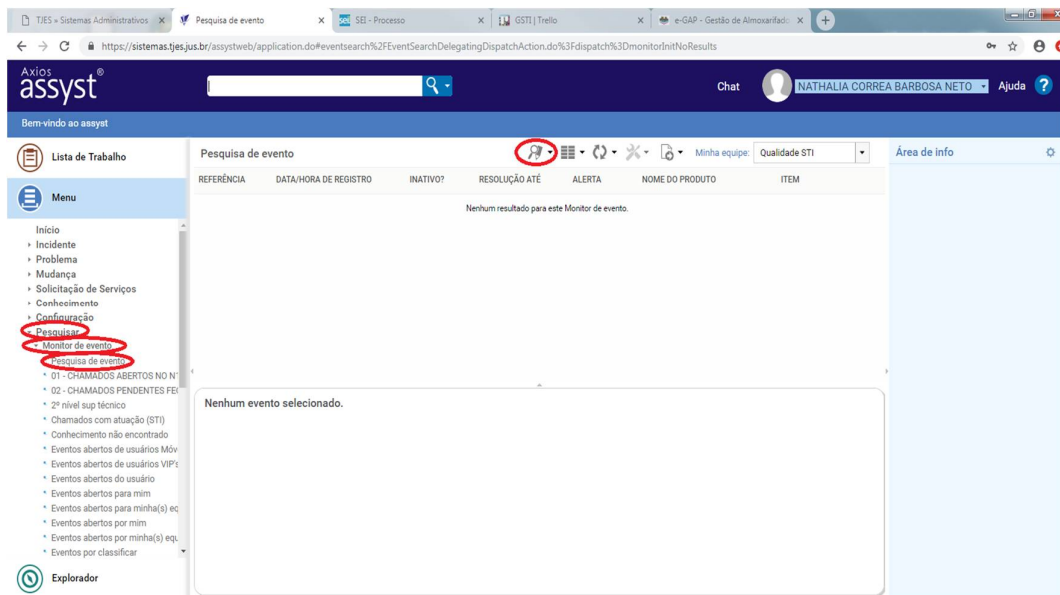 TJES » Sistemas Administrativos
Pesquisa de evento
sei SEI - Processo
GSTI | Trello
e-GAP - Gestão de Almoxarifado
https://sistemas.tjes.jus.br/assystweb/application.do#eventsearch%2FEventSearchDelegatingDispatchAction.do%3Fdispatch%3DmonitorInitNoResults
Axios
assyst®
Chat
NATHALIA CORREA BARBOSA NETO
Ajuda ?
Bem-vindo ao assyst
Lista de Trabalho
Menu
Início
Incidente
Problema
Mudança
Solicitação de Serviços
Conhecimento
Configuração
Pesquisar
Monitor de evento
Pesquisa de evento
01 - CHAMADOS ABERTOS NO N
02 - CHAMADOS PENDENTES FE
2º nível sup técnico
Chamados com atuação (STI)
Conhecimento não encontrado
Eventos abertos de usuários Móv
Eventos abertos de usuários VIP's
Eventos abertos do usuário
Eventos abertos para mim
Eventos abertos para minha(s) eq
Eventos abertos por mim
Eventos abertos por minha(s) equ
Eventos por classificar
Explorador
Pesquisa de evento
Minha equipe: Qualidade STI
REFERÊNCIA DATA/HORA DE REGISTRO INATIVO? RESOLUÇÃO ATÉ ALERTA NOME DO PRODUTO ITEM
Nenhum resultado para este Monitor de evento.
Nenhum evento selecionado.
Área de info